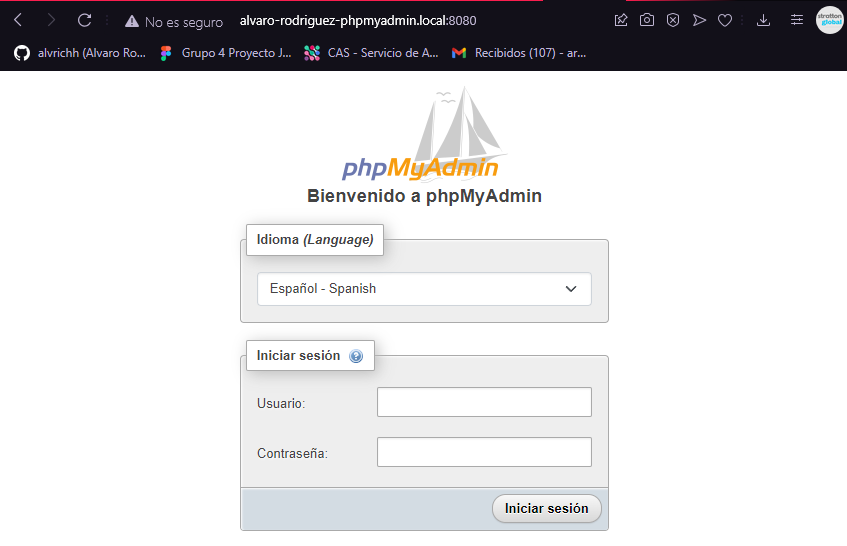 No es seguro alvaro-rodriguez-phpmyadmin.local:8080
strotton global
alvrichh (Alvaro Ro... Grupo 4 Proyecto J... CAS - Servicio de A... Recibidos (107) - ar...
phpMyAdmin
Bienvenido a phpMyAdmin
Idioma (Language)
Español - Spanish
Iniciar sesión ?
Usuario:
Contraseña:
Iniciar sesión